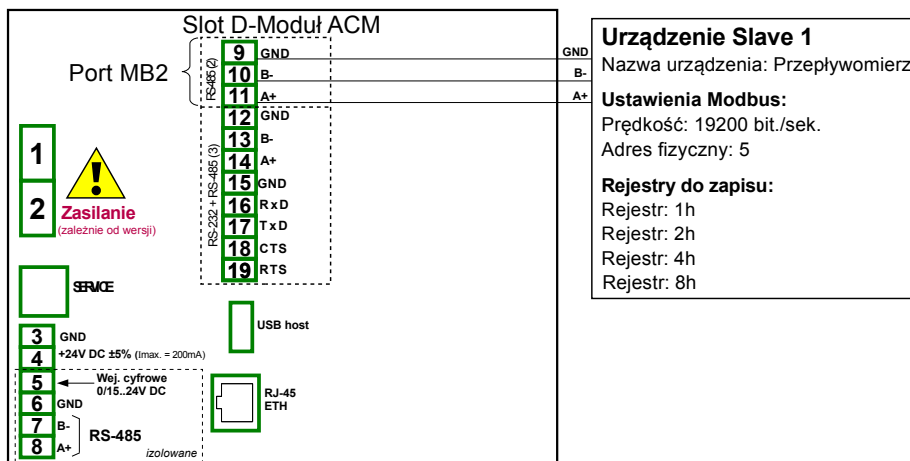 Slot D-Moduł ACM
Port MB2
RS-485 (2)
9 GND
10 B-
11 A+
RS-232 + RS-485 (3)
12 GND
13 B-
14 A+
15 GND
16 RxD
17 TxD
18 CTS
19 RTS
GND
B-
A+
Urządzenie Slave 1
Nazwa urządzenia: Przepływomierz
Ustawienia Modbus:
Prędkość: 19200 bit./sek.
Adres fizyczny: 5
Rejestry do zapisu:
Rejestr: 1h
Rejestr: 2h
Rejestr: 4h
Rejestr: 8h
1
2
!
Zasilanie
(zależnie od wersji)
SERVICE
USB host
3 GND
4 +24V DC ±5% (Imax. = 200mA)
5 Wej. cyfrowe
0/15..24V DC
6 GND
7 B-
8 A+
RS-485
izolowane
RJ-45
ETH